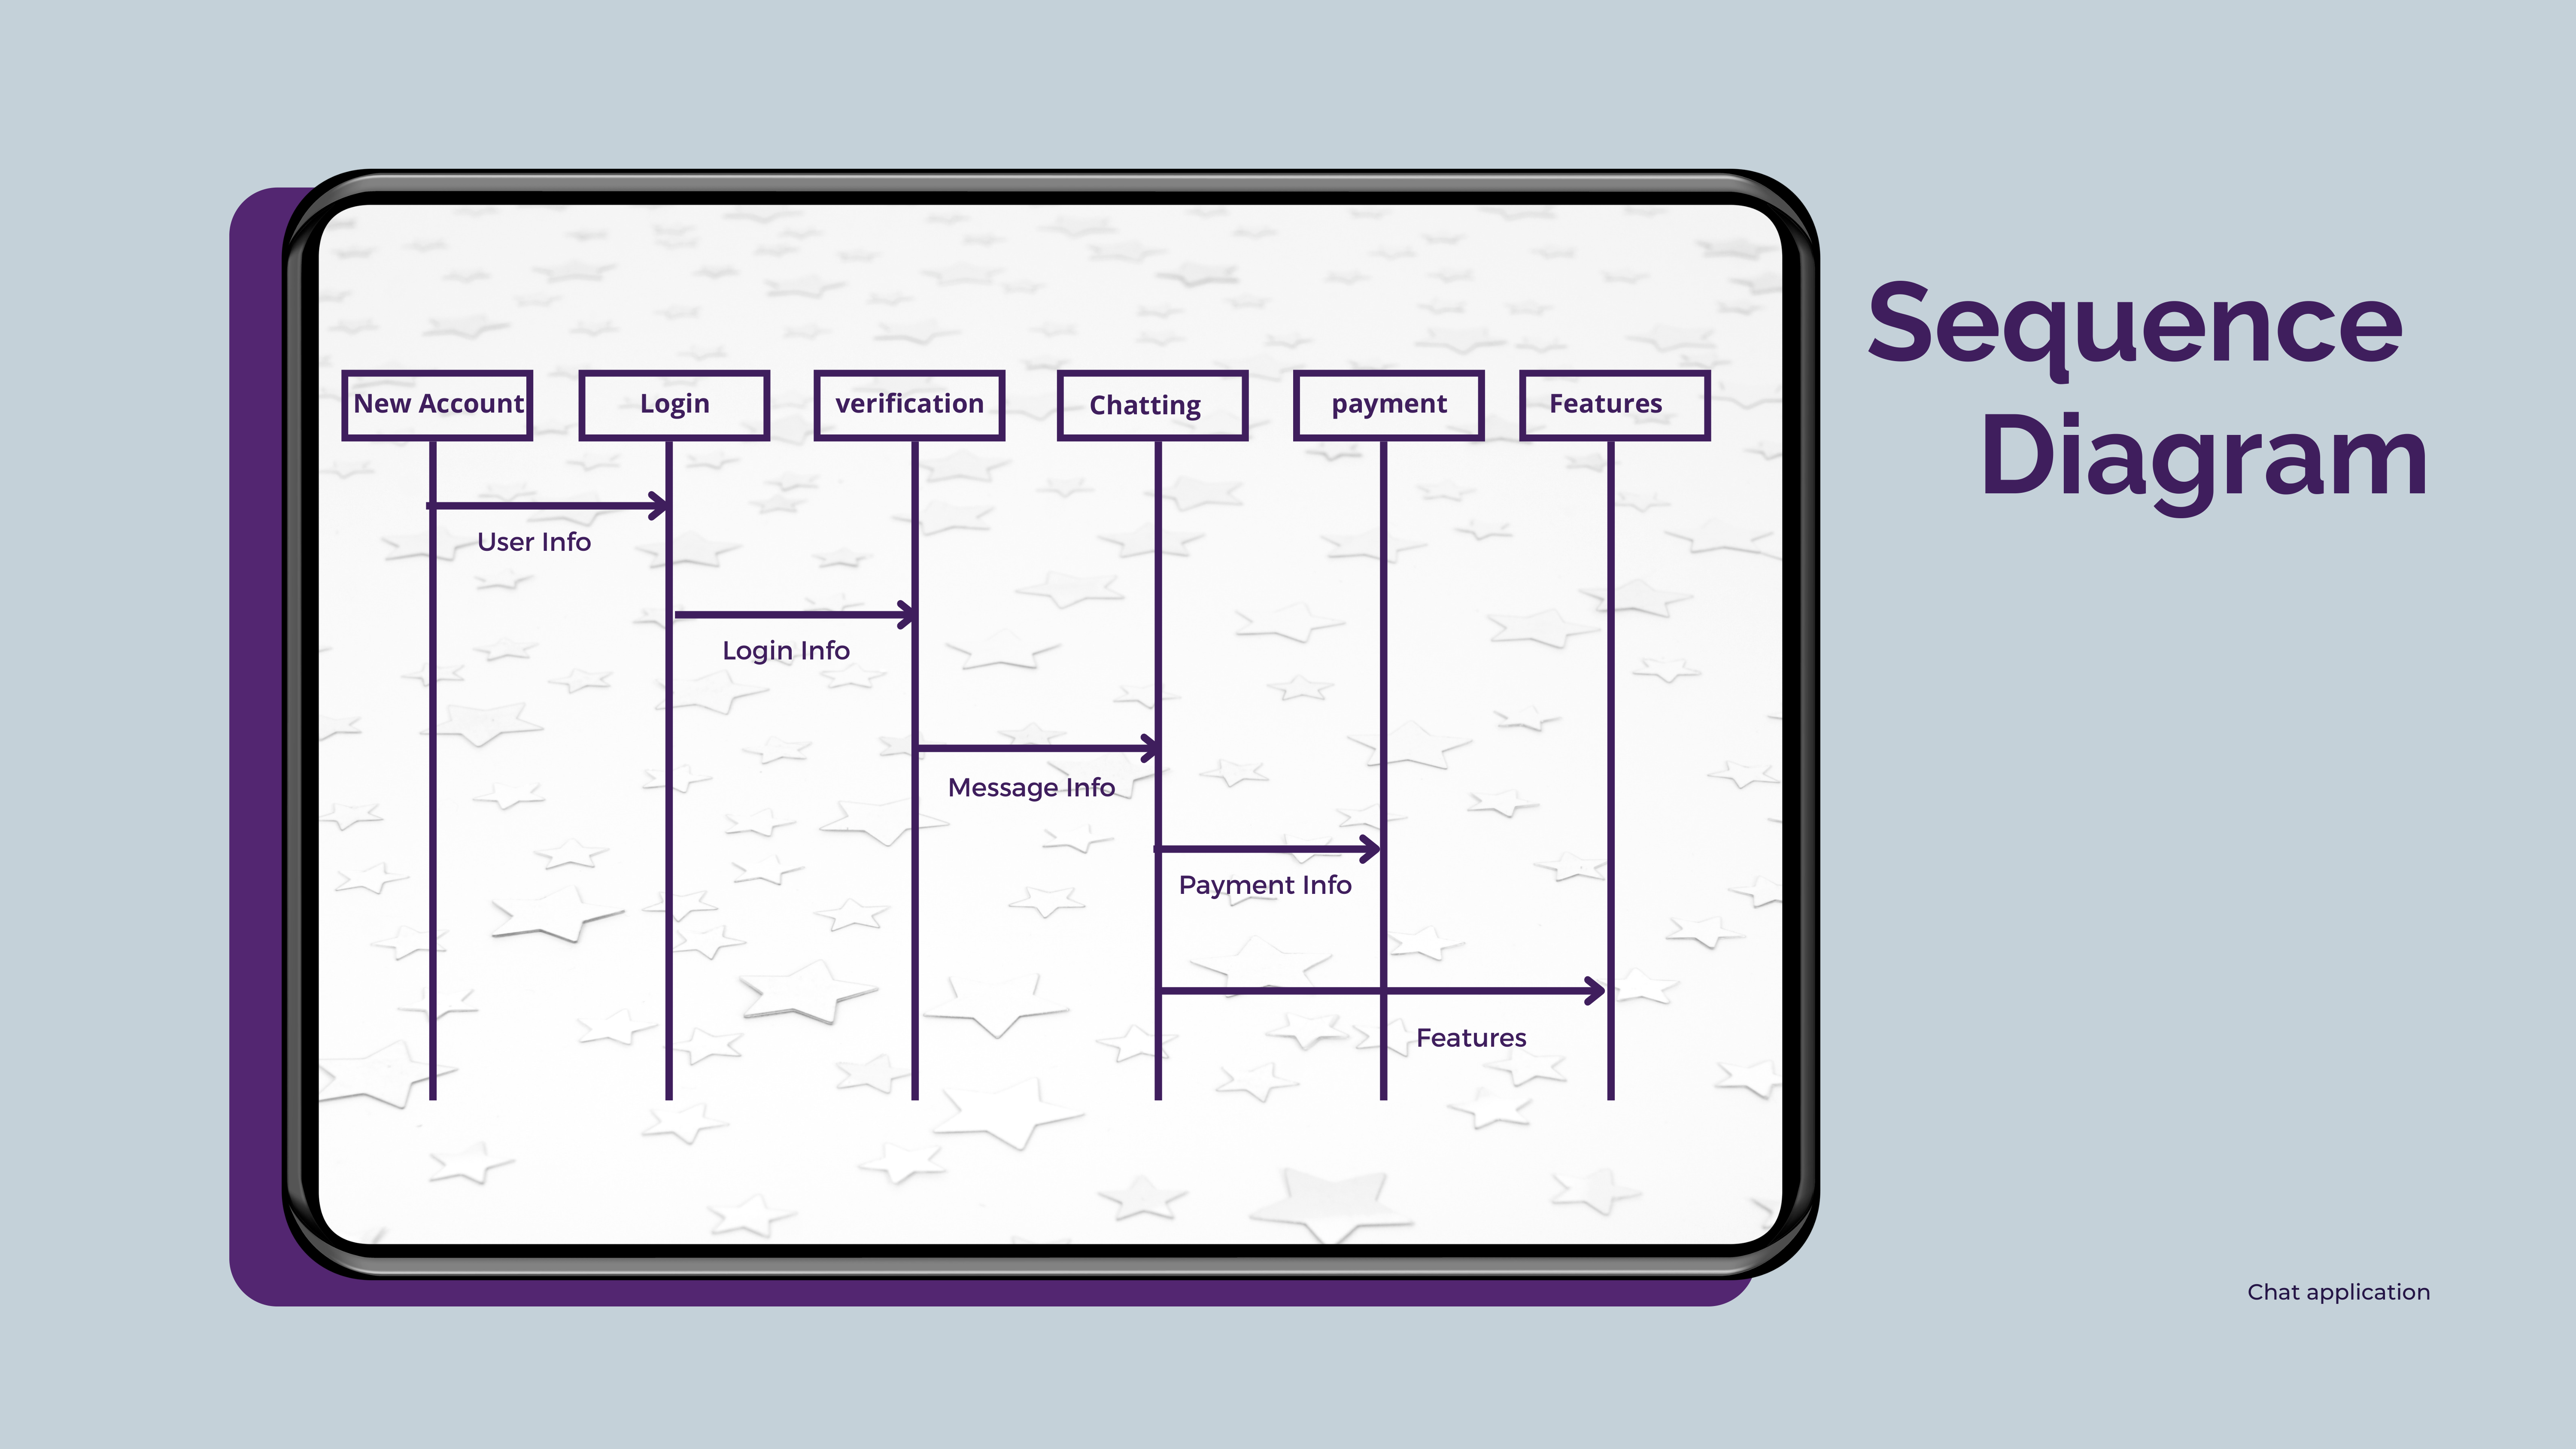 Sequence
Diagram
New Account
Login
verification
Chatting
payment
Features
User Info
Login Info
Message Info
Payment Info
Features
Chat application